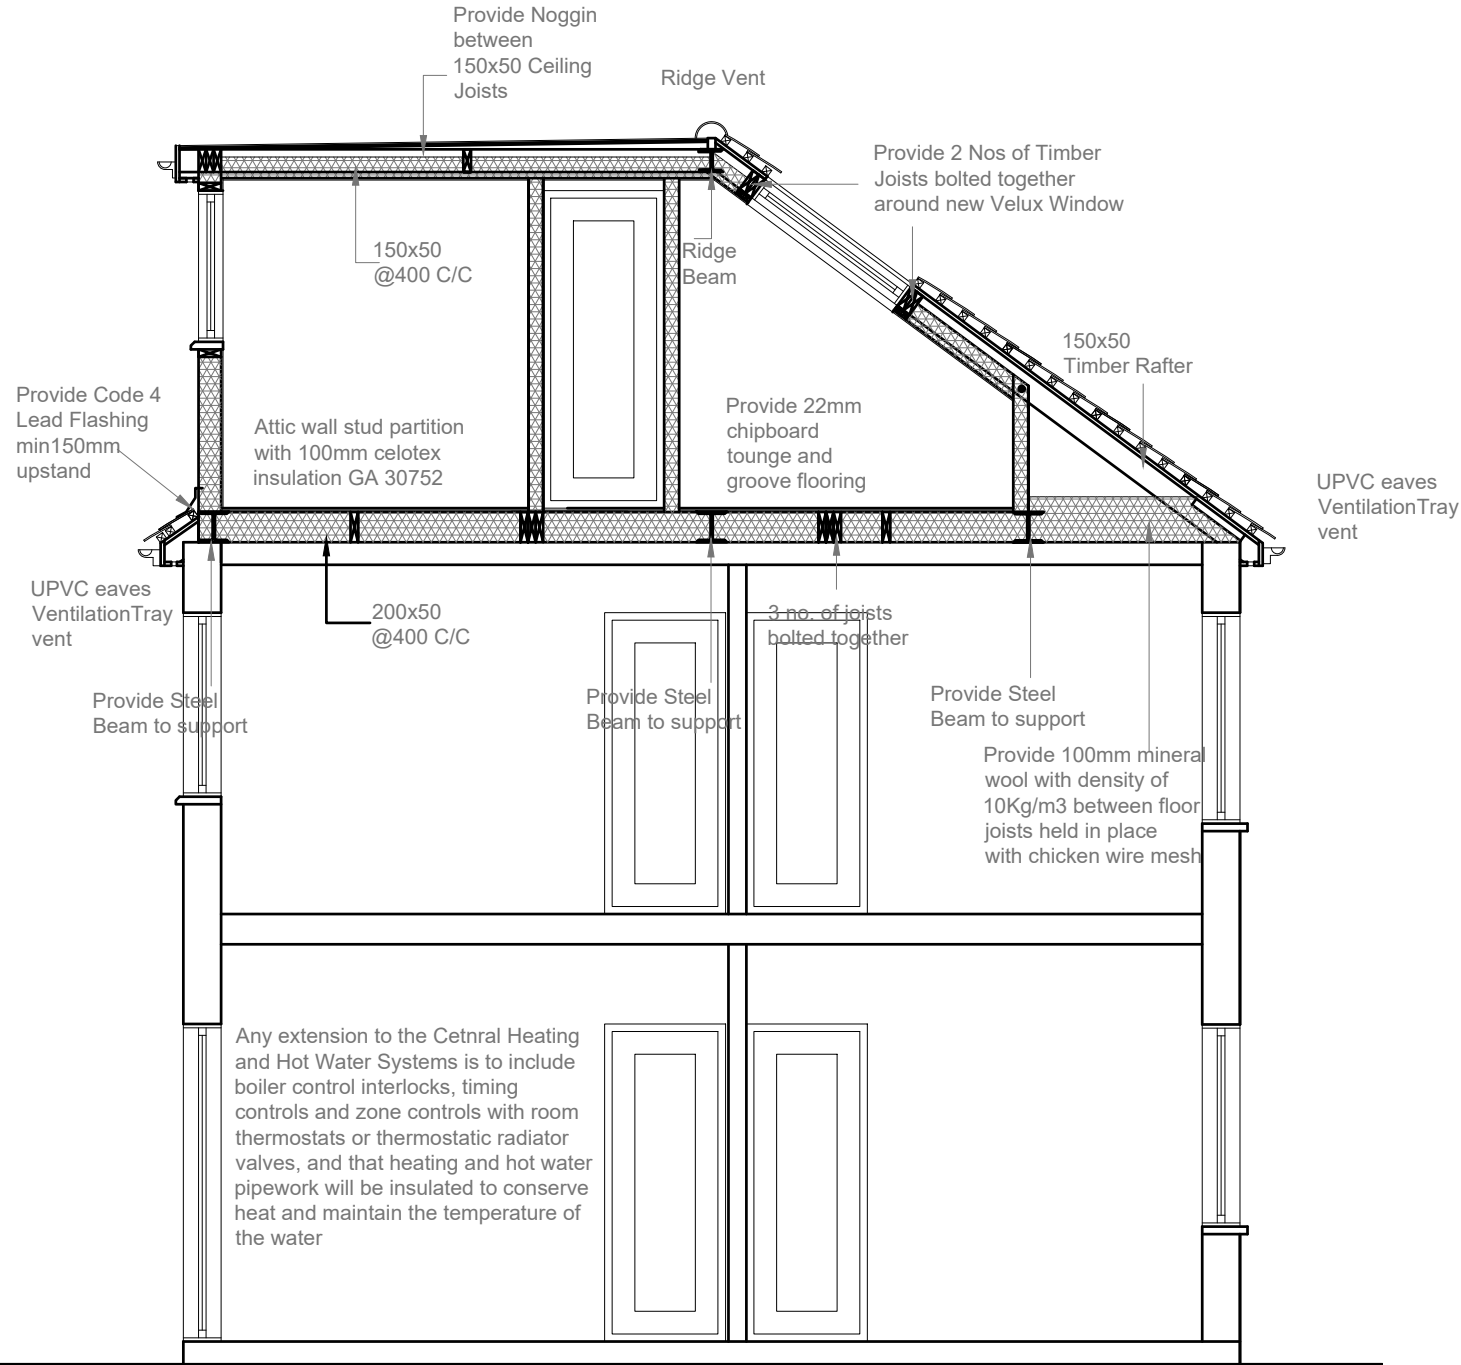 Provide Noggin
between
150x50 Ceiling
Joists
Ridge Vent
Provide 2 Nos of Timber
Joists bolted together
around new Velux Window
150x50
@400 C/C
Ridge
Beam
150x50
Timber Rafter
Provide Code 4
Lead Flashing
min150mm
upstand
Attic wall stud partition
with 100mm celotex
insulation GA 30752
Provide 22mm
chipboard
tounge and
groove flooring
UPVC eaves
VentilationTray
vent
UPVC eaves
VentilationTray
vent
200x50
@400 C/C
3 no. of joists
bolted together
Provide Steel
Beam to support
Provide Steel
Beam to support
Provide Steel
Beam to support
Provide 100mm mineral
wool with density of
10Kg/m3 between floor
joists held in place
with chicken wire mesh
Any extension to the Cetnral Heating
and Hot Water Systems is to include
boiler control interlocks, timing
controls and zone controls with room
thermostats or thermostatic radiator
valves, and that heating and hot water
pipework will be insulated to conserve
heat and maintain the temperature of
the water